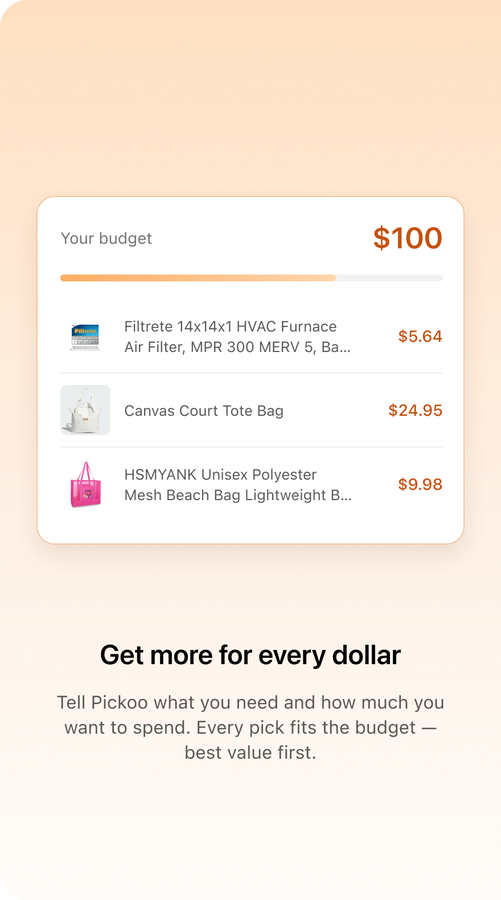 Your budget
$100
Filtrete
Filtrete 14x14x1 HVAC Furnace
Air Filter, MPR 300 MERV 5, Ba...
$5.64
Canvas Court Tote Bag
$24.95
HSMYANK Unisex Polyester
Mesh Beach Bag Lightweight B...
$9.98
Get more for every dollar
Tell Pickoo what you need and how much you
want to spend. Every pick fits the budget —
best value first.